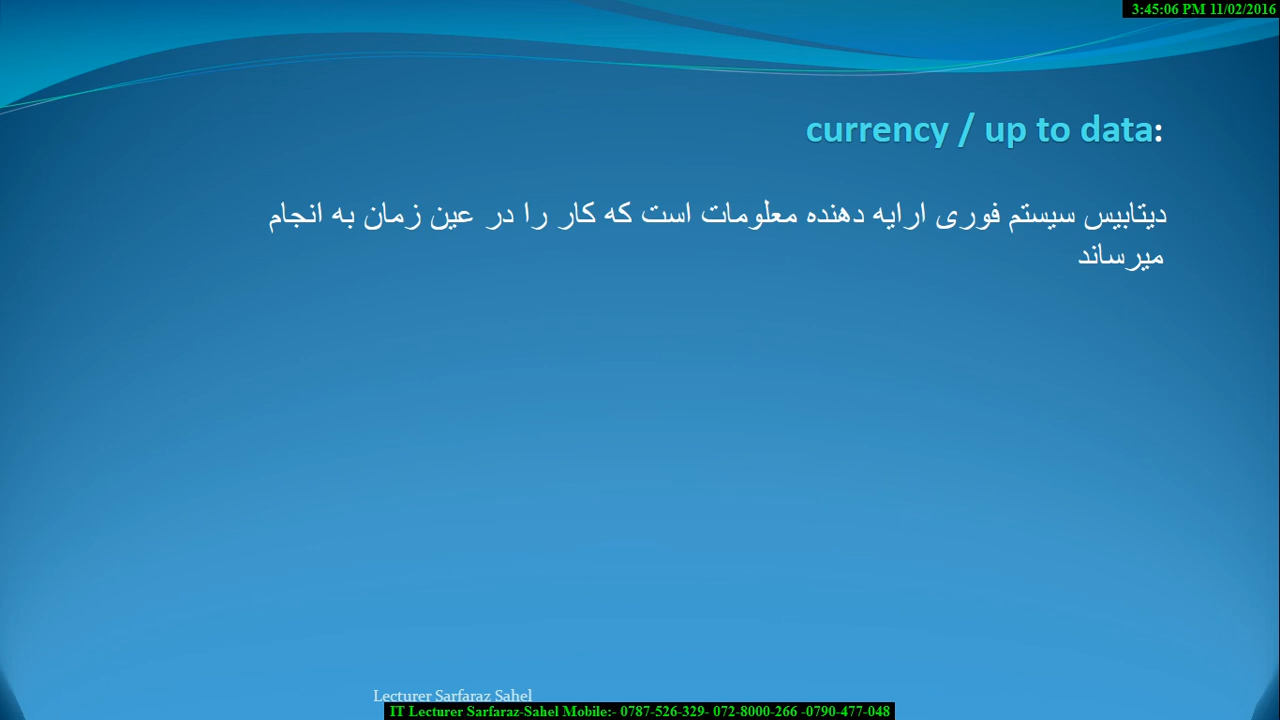 3:45:06 PM 11/02/2016
currency / up to data:
دیتابیس سیستم فوری ارایه دهنده معلومات است که کار را در عین زمان به انجام
میرساند
Lecturer Sarfaraz Sahel
IT Lecturer Sarfaraz-Sahel Mobile:- 0787-526-329- 072-8000-266 -0790-477-048